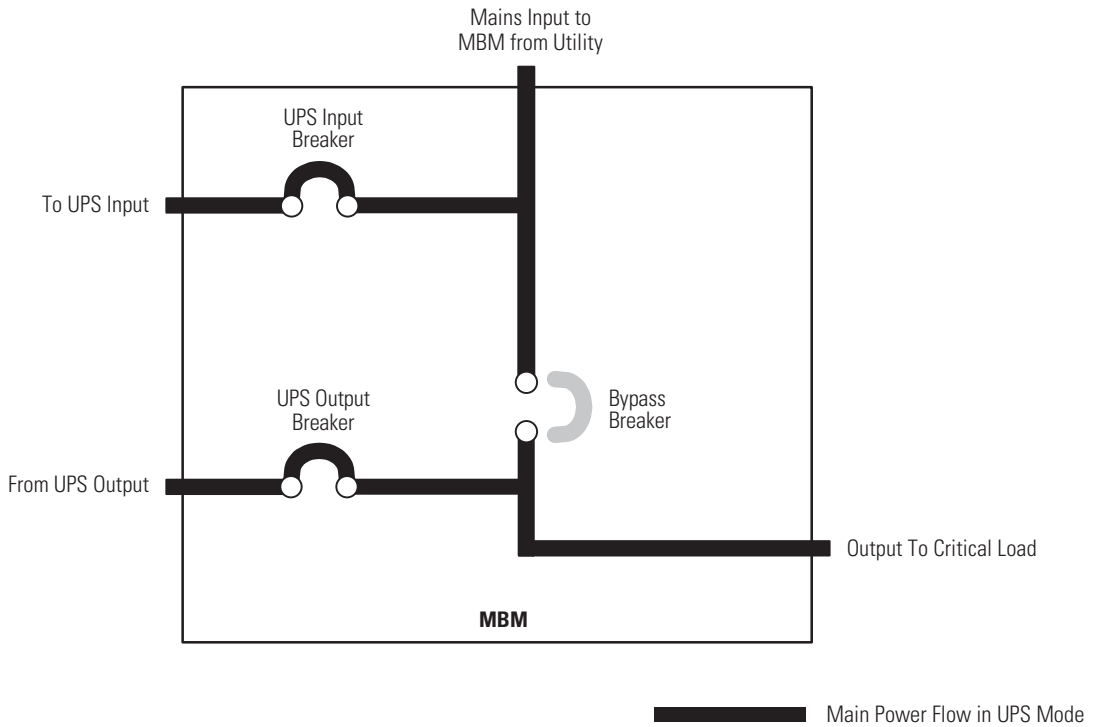 Mains Input to
MBM from Utility
UPS Input
Breaker
To UPS Input
UPS Output
Breaker
Bypass
Breaker
From UPS Output
Output To Critical Load
MBM
Main Power Flow in UPS Mode